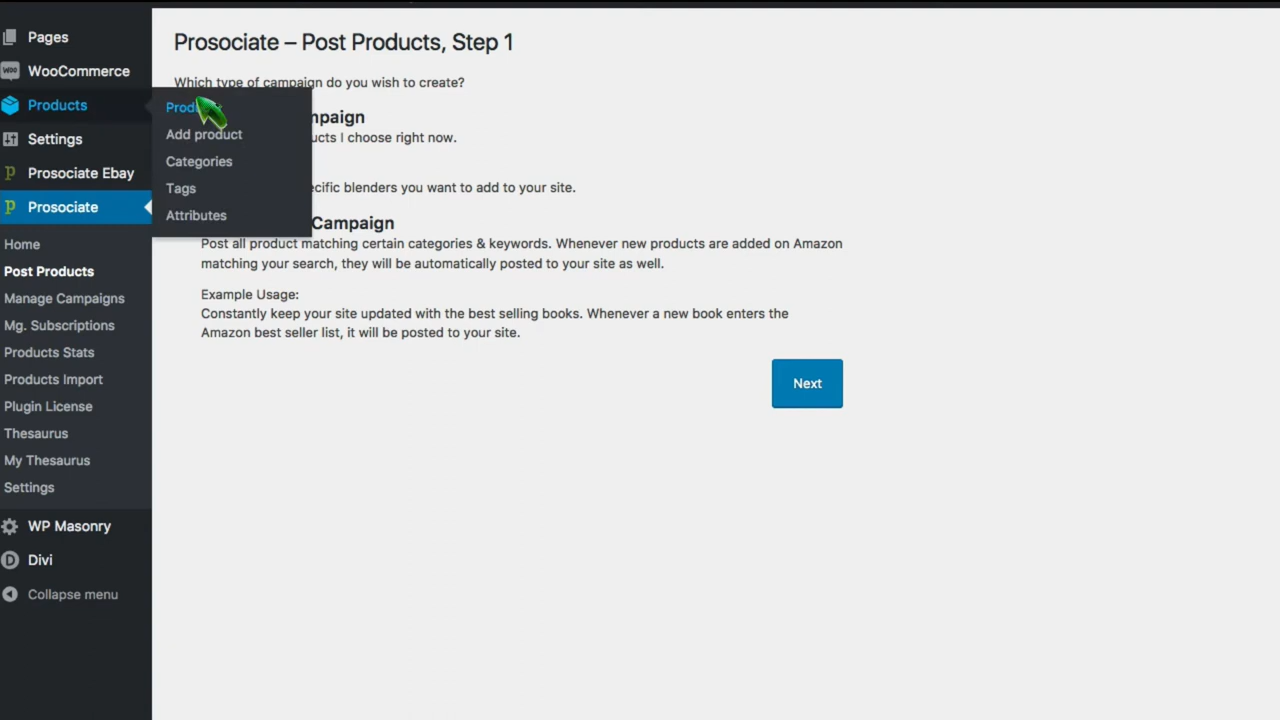 Pages
WooCommerce
Products
Settings
Prosociate Ebay
Prosociate
Home
Post Products
Manage Campaigns
Mg. Subscriptions
Products Stats
Products Import
Plugin License
Thesaurus
My Thesaurus
Settings
WP Masonry
Divi
Collapse menu
Add product
Categories
Tags
Attributes
Prosociate – Post Products, Step 1
Which type of campaign do you wish to create?
I choose right now.
blenders you want to add to your site.
Campaign
Post all product matching certain categories & keywords. Whenever new products are added on Amazon
matching your search, they will be automatically posted to your site as well.
Example Usage:
Constantly keep your site updated with the best selling books. Whenever a new book enters the
Amazon best seller list, it will be posted to your site.
Next